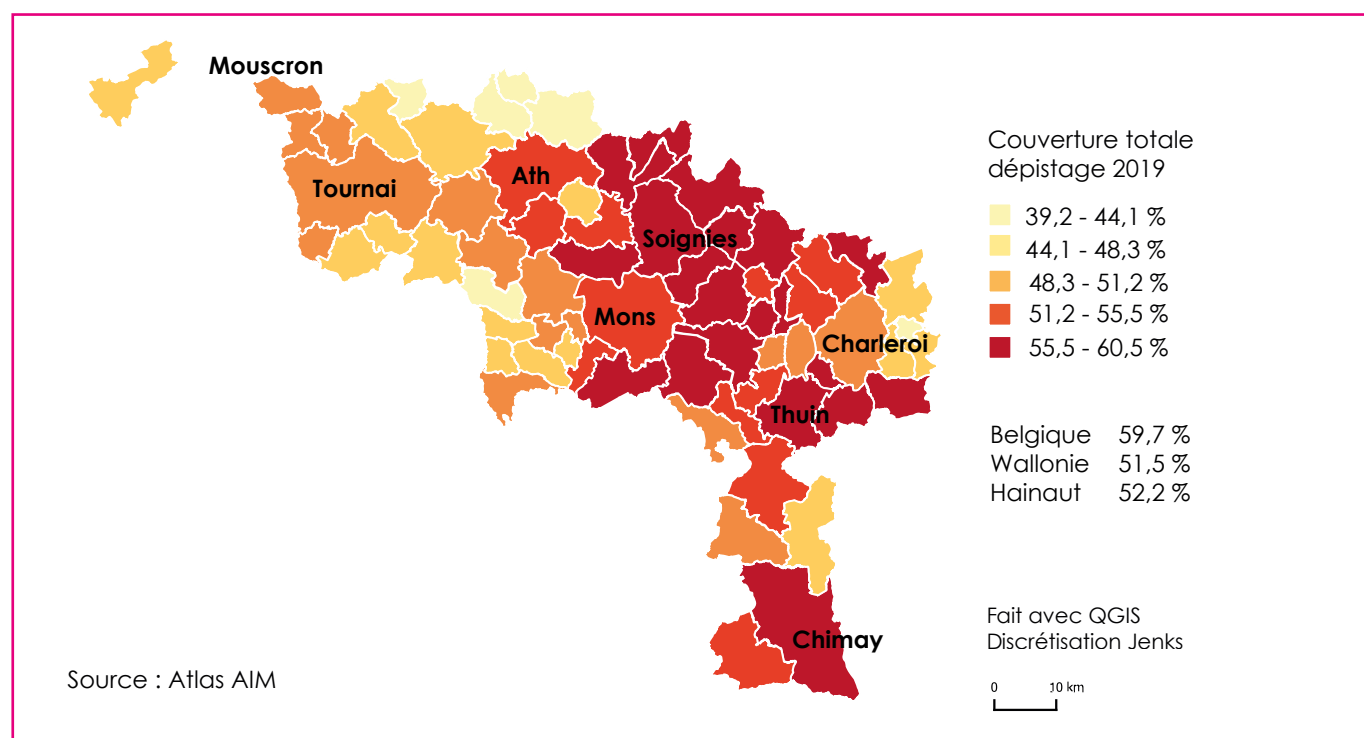 Mouscron
Tournai
Ath
Soignies
Mons
Charleroi
Thuin
Chimay
Couverture totale
dépistage 2019
39,2 - 44,1 %
44,1 - 48,3 %
48,3 - 51,2 %
51,2 - 55,5 %
55,5 - 60,5 %
Belgique 59,7 %
Wallonie 51,5 %
Hainaut 52,2 %
Fait avec QGIS
Discrétisation Jenks
0 10 km
Source : Atlas AIM